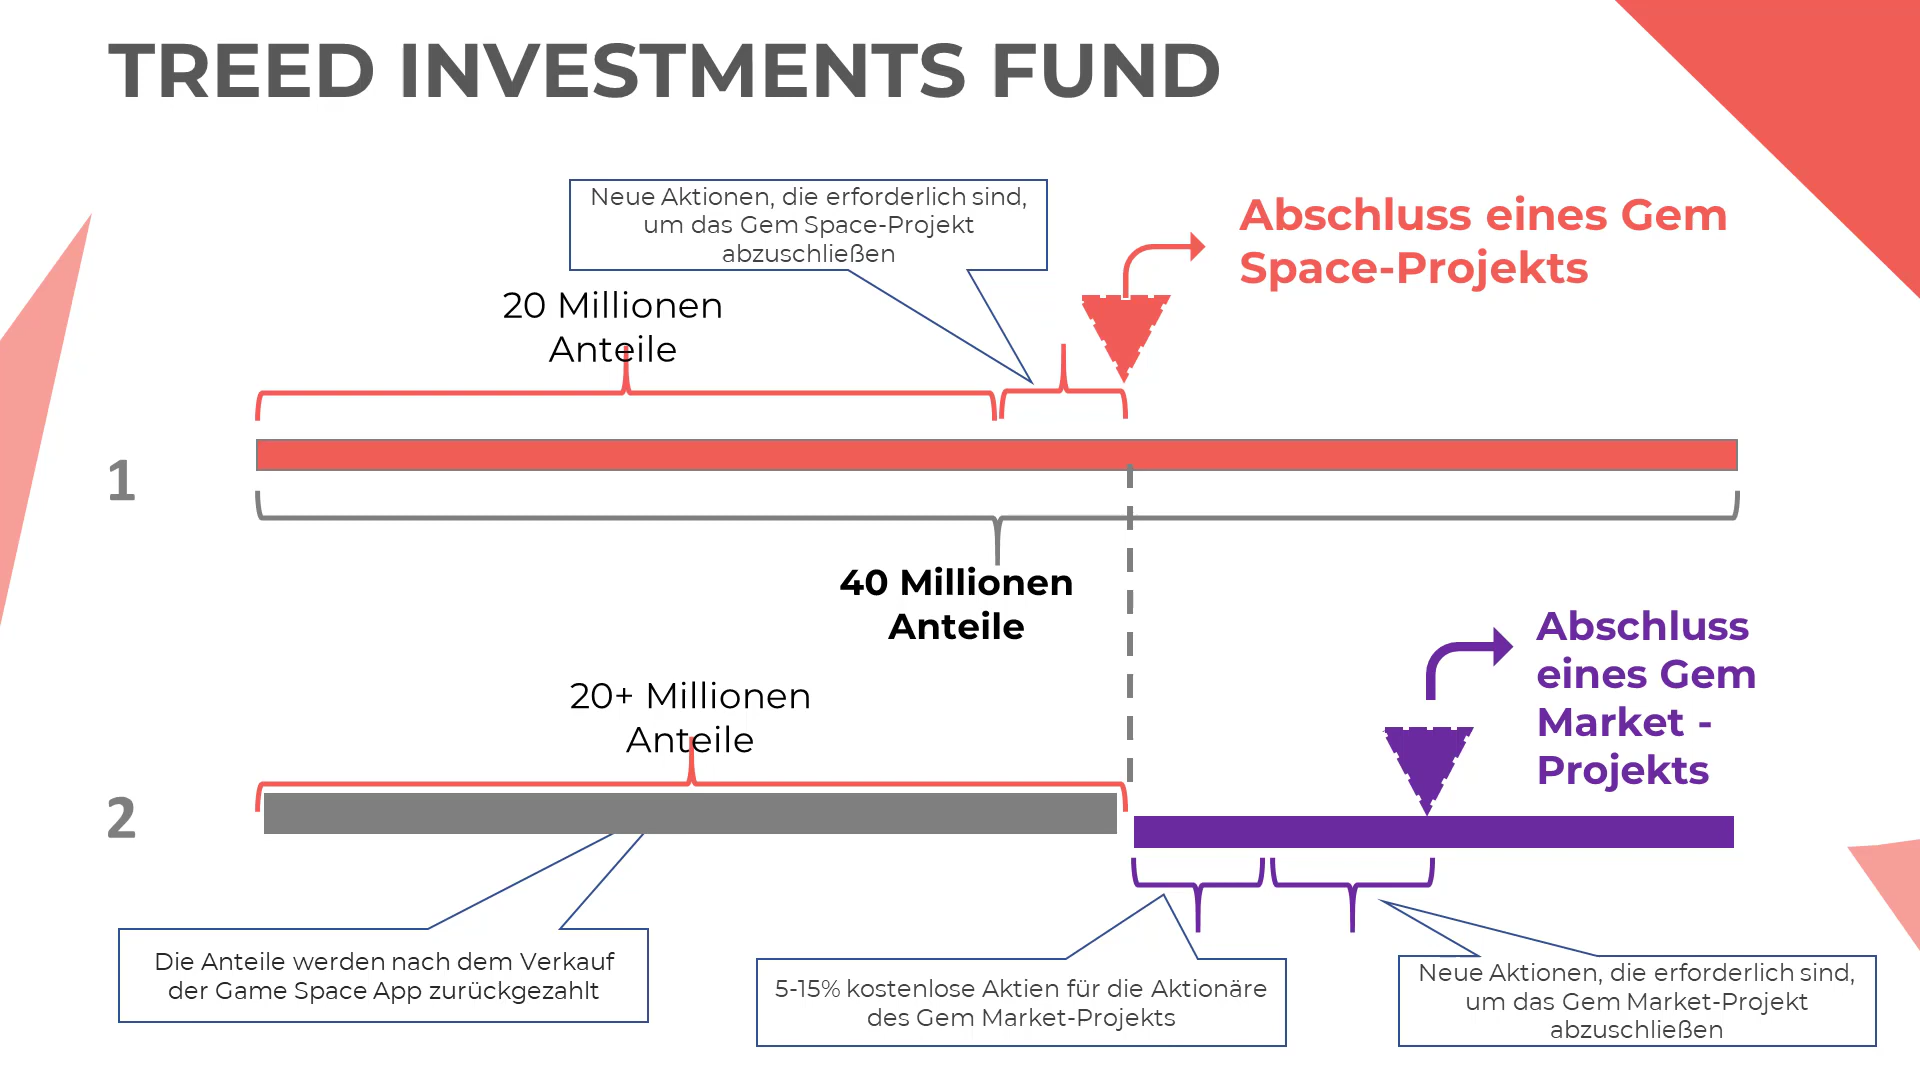 TREED INVESTMENTS FUND
Neue Aktionen, die erforderlich sind,
um das Gem Space-Projekt
abzuschließen
Abschluss eines Gem
Space-Projekts
20 Millionen
Anteile
1
40 Millionen
Anteile
Abschluss
eines Gem
Market -
Projekts
20+ Millionen
Anteile
2
Die Anteile werden nach dem Verkauf
der Game Space App zurückgezahlt
5-15% kostenlose Aktien für die Aktionäre
des Gem Market-Projekts
Neue Aktionen, die erforderlich sind,
um das Gem Market-Projekt
abzuschließen